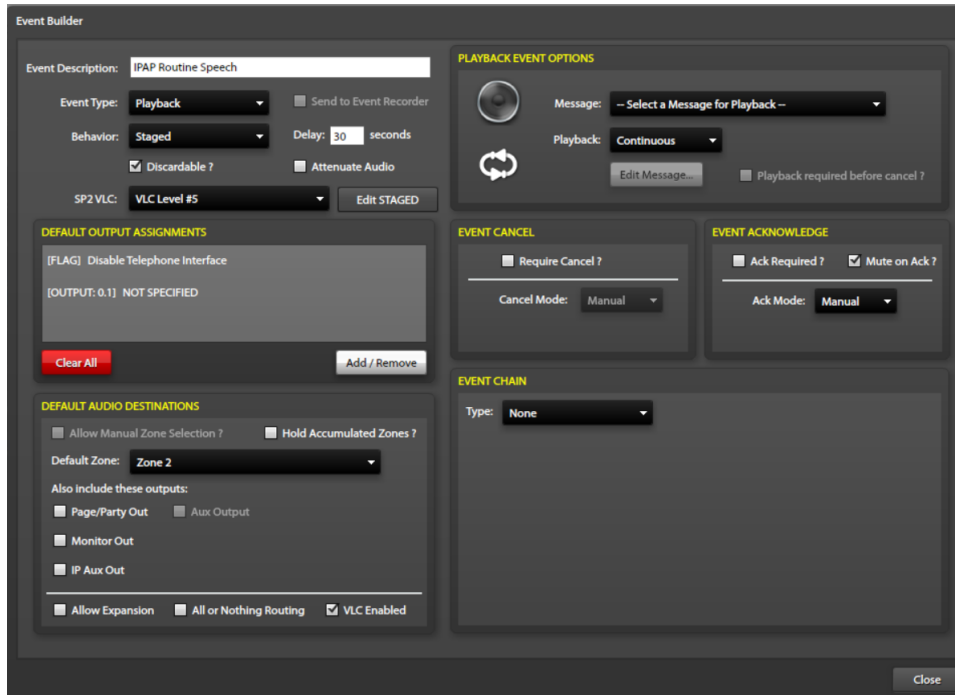 Event Builder
Event Description: IPAP Routine Speech
Event Type: Playback
Send to Event Recorder
Behavior: Staged
Delay: 30 seconds
Discardable ?
Attenuate Audio
SP2 VLC: VLC Level #5
Edit STAGED
DEFAULT OUTPUT ASSIGNMENTS
[FLAG] Disable Telephone Interface
[OUTPUT: 0.1] NOT SPECIFIED
Clear All
Add / Remove
DEFAULT AUDIO DESTINATIONS
Allow Manual Zone Selection ?
Hold Accumulated Zones ?
Default Zone: Zone 2
Also include these outputs:
Page/Party Out
Aux Output
Monitor Out
IP Aux Out
Allow Expansion
All or Nothing Routing
VLC Enabled
PLAYBACK EVENT OPTIONS
Message: -- Select a Message for Playback --
Playback: Continuous
Edit Message...
Playback required before cancel ?
EVENT CANCEL
Require Cancel ?
Cancel Mode: Manual
EVENT ACKNOWLEDGE
Ack Required ?
Mute on Ack ?
Ack Mode: Manual
EVENT CHAIN
Type: None
Close